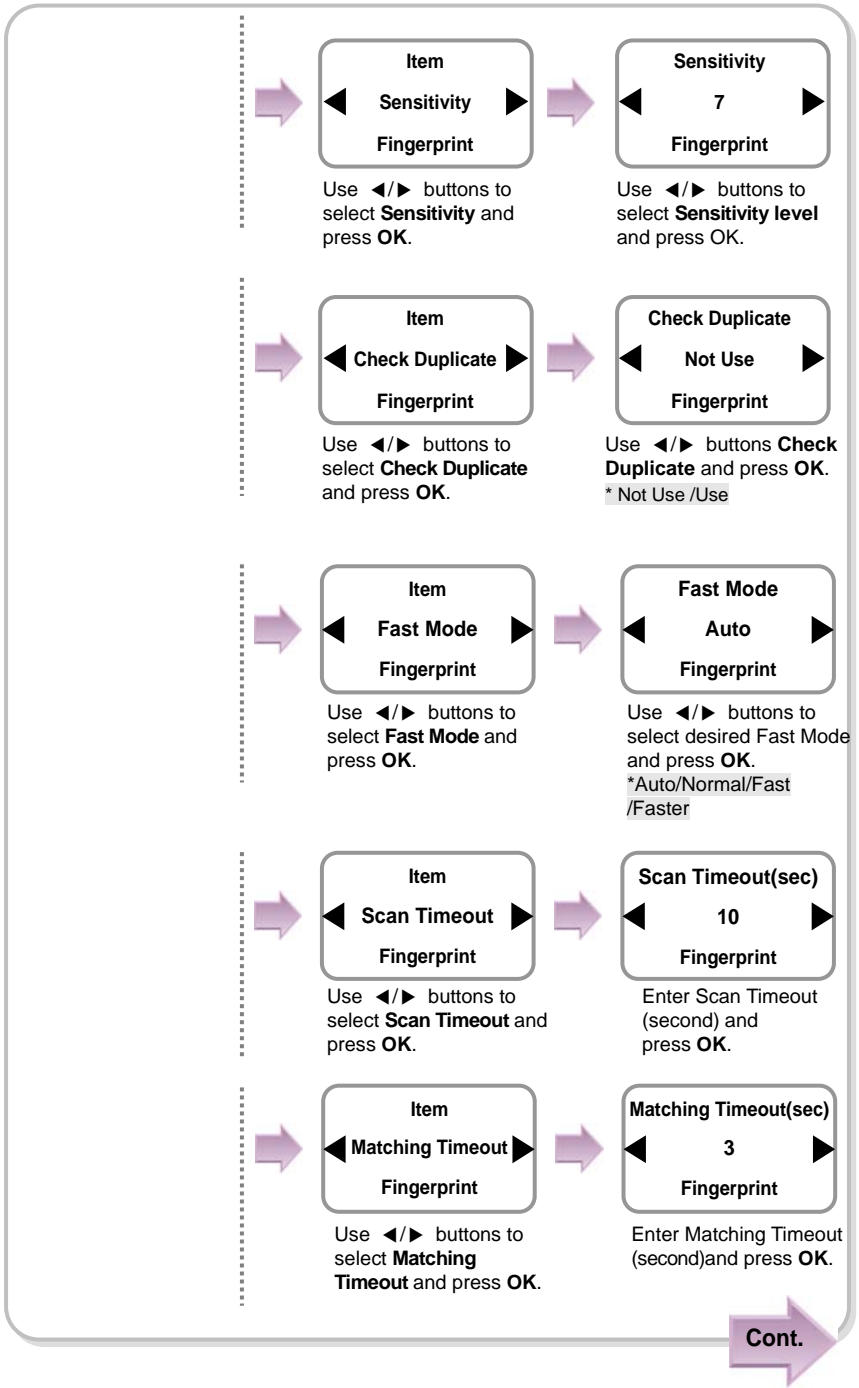 Item
◀ Sensitivity ▶
Fingerprint
Use ◀/▶ buttons to
select Sensitivity and
press OK.
Sensitivity
◀ 7 ▶
Fingerprint
Use ◀/▶ buttons to
select Sensitivity level
and press OK.
Item
◀ Check Duplicate ▶
Fingerprint
Use ◀/▶ buttons to
select Check Duplicate
and press OK.
Check Duplicate
◀ Not Use ▶
Fingerprint
Use ◀/▶ buttons Check
Duplicate and press OK.
* Not Use /Use
Item
◀ Fast Mode ▶
Fingerprint
Use ◀/▶ buttons to
select Fast Mode and
press OK.
Fast Mode
◀ Auto ▶
Fingerprint
Use ◀/▶ buttons to
select desired Fast Mode
and press OK.
*Auto/Normal/Fast
/Faster
Item
◀ Scan Timeout ▶
Fingerprint
Use ◀/▶ buttons to
select Scan Timeout and
press OK.
Scan Timeout(sec)
◀ 10 ▶
Fingerprint
Enter Scan Timeout
(second) and
press OK.
Item
◀ Matching Timeout ▶
Fingerprint
Use ◀/▶ buttons to
select Matching
Timeout and press OK.
Matching Timeout(sec)
◀ 3 ▶
Fingerprint
Enter Matching Timeout
(second)and press OK.
Cont.